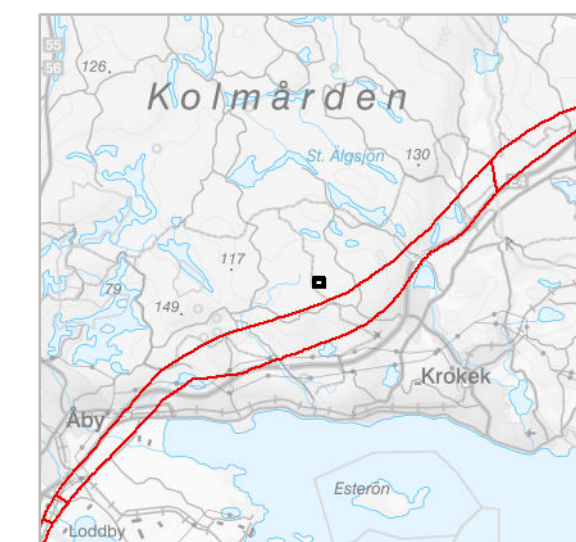 55
56
126
Kolmården
St. Älgsjön
130
117
79
149
Krokek
Åby
Esterön
Loddby